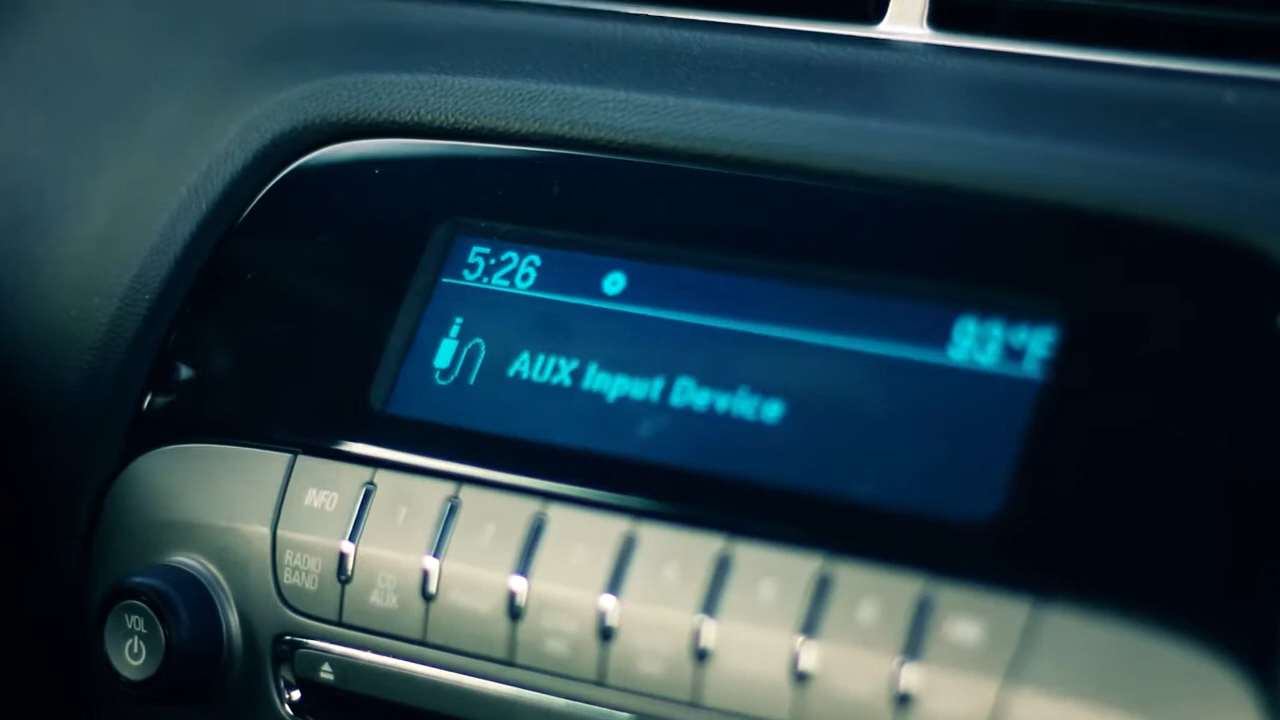 5:26
93°F
AUX Input Device
INFO
RADIO
BAND
CD
AUX
VOL